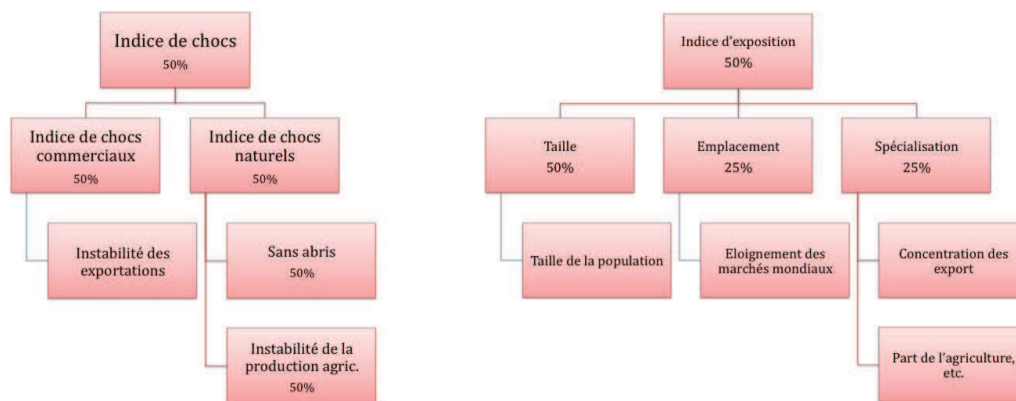 Indice de chocs
50%
Indice de chocs
commerciaux
50%
Indice de chocs
naturels
50%
Instabilité des
exportations
Sans abris
50%
Instabilité de la
production agric.
50%
Indice d'exposition
50%
Taille
50%
Emplacement
25%
Spécialisation
25%
Taille de la population
Eloignement des
marchés mondiaux
Concentration des
export
Part de l'agriculture,
etc.